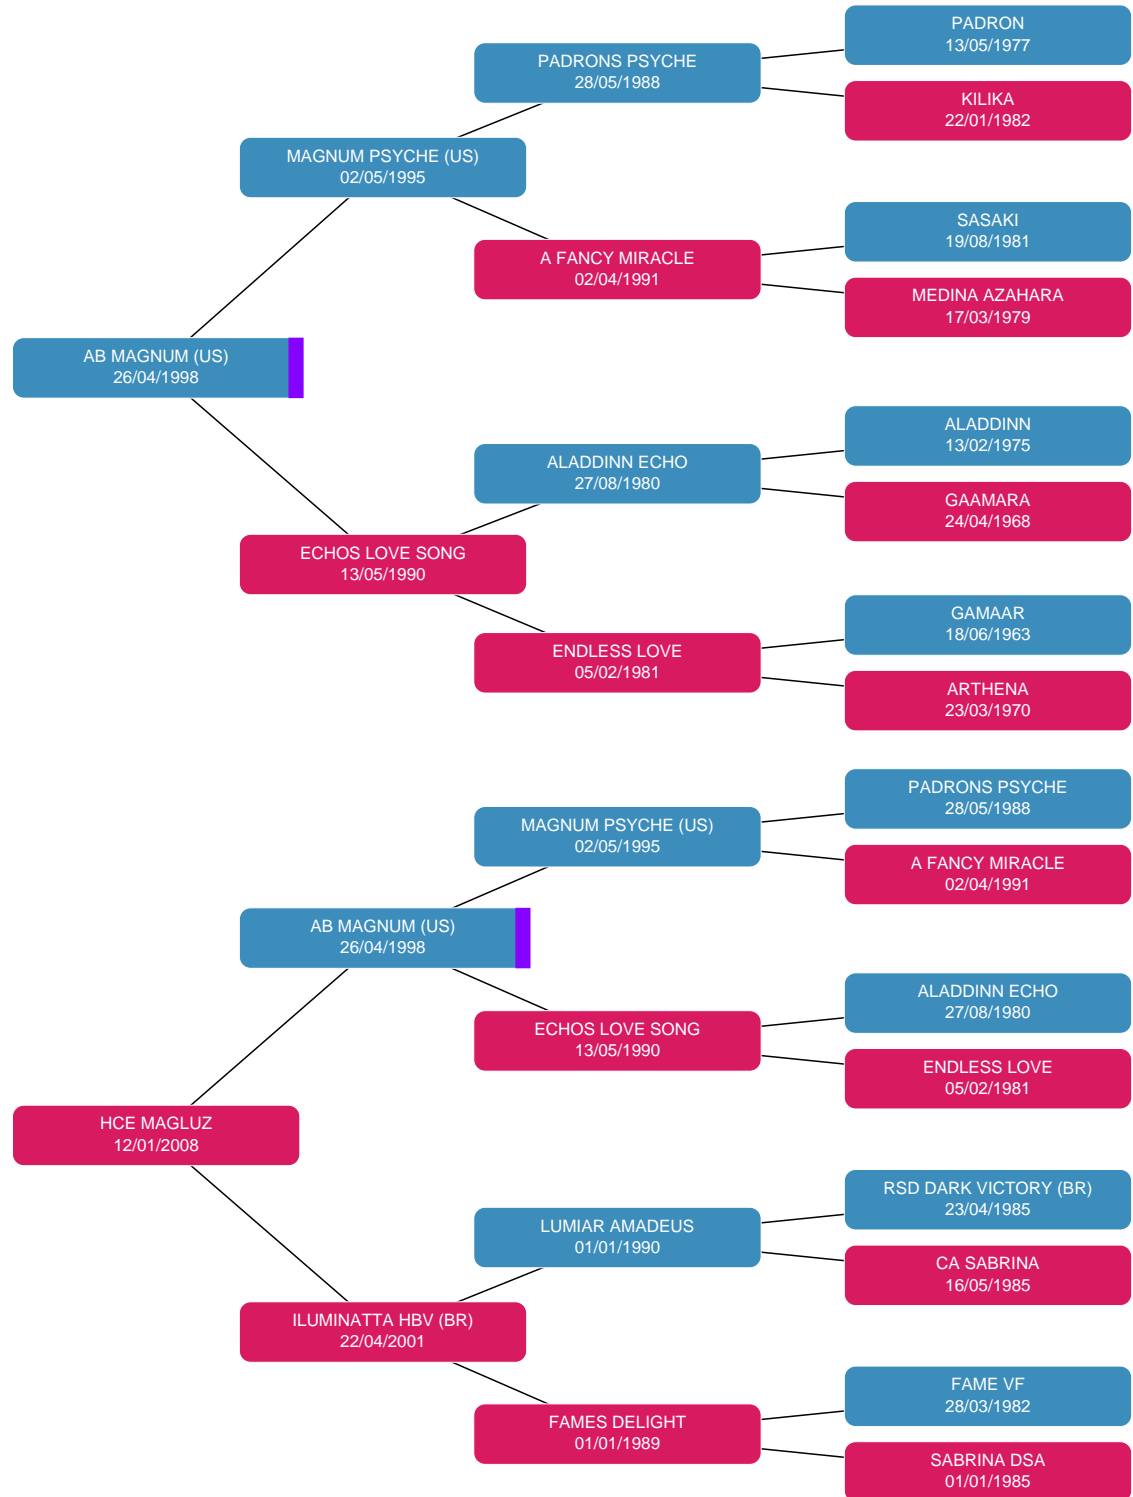 PADRON
13/05/1977
PADRONS PSYCHE
28/05/1988
KILIKA
22/01/1982
MAGNUM PSYCHE (US)
02/05/1995
SASAKI
19/08/1981
A FANCY MIRACLE
02/04/1991
MEDINA AZAHARA
17/03/1979
AB MAGNUM (US)
26/04/1998
ALADDINN
13/02/1975
ALADDINN ECHO
27/08/1980
GAAMARA
24/04/1968
ECHOS LOVE SONG
13/05/1990
GAMAAR
18/06/1963
ENDLESS LOVE
05/02/1981
ARTHENA
23/03/1970
PADRONS PSYCHE
28/05/1988
MAGNUM PSYCHE (US)
02/05/1995
A FANCY MIRACLE
02/04/1991
AB MAGNUM (US)
26/04/1998
ALADDINN ECHO
27/08/1980
ECHOS LOVE SONG
13/05/1990
ENDLESS LOVE
05/02/1981
HCE MAGLUZ
12/01/2008
RSD DARK VICTORY (BR)
23/04/1985
LUMIAR AMADEUS
01/01/1990
CA SABRINA
16/05/1985
ILUMINATTA HBV (BR)
22/04/2001
FAME VF
28/03/1982
FAMES DELIGHT
01/01/1989
SABRINA DSA
01/01/1985